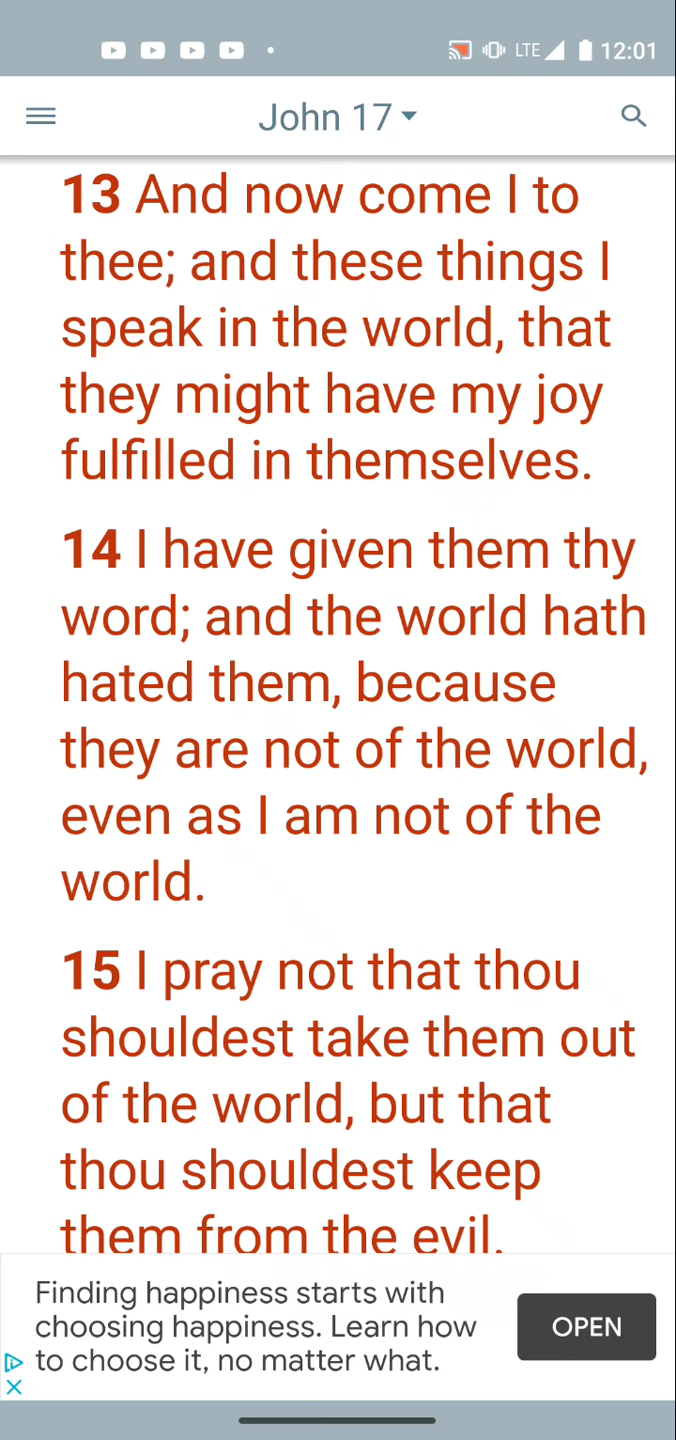 LTE 12:01
John 17
13 And now come I to
thee; and these things I
speak in the world, that
they might have my joy
fulfilled in themselves.
14 I have given them thy
word; and the world hath
hated them, because
they are not of the world,
even as I am not of the
world.
15 I pray not that thou
shouldest take them out
of the world, but that
thou shouldest keep
them from the evil.
Finding happiness starts with
choosing happiness. Learn how
to choose it, no matter what.
OPEN